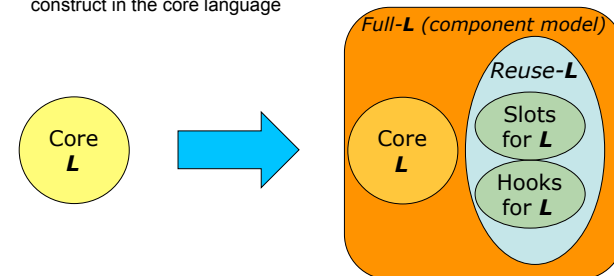 construct in the core language
Full-L (component model)
Reuse-L
Core
L
Core
L
Slots
for L
Hooks
for L